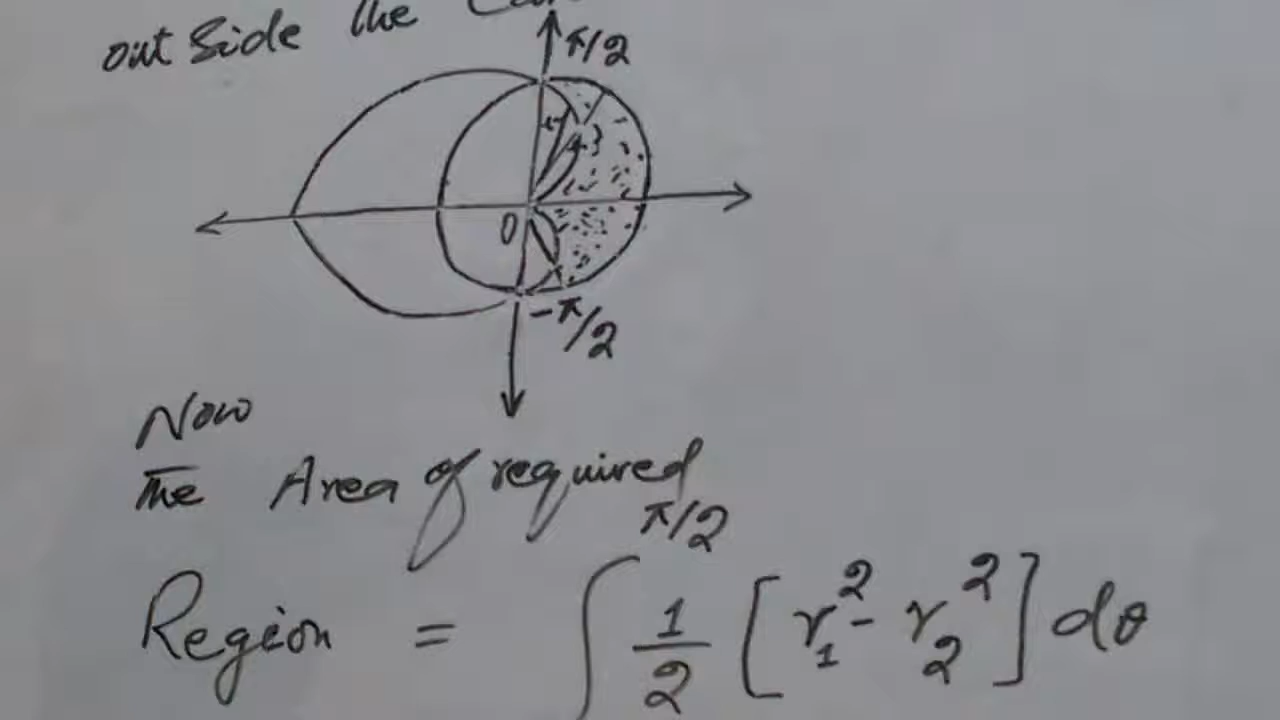 out side the
π/2
0
-π/2
Now
The Area of required
Region = ∫^{π/2} 1/2 [r₁² - r₂²] dθ